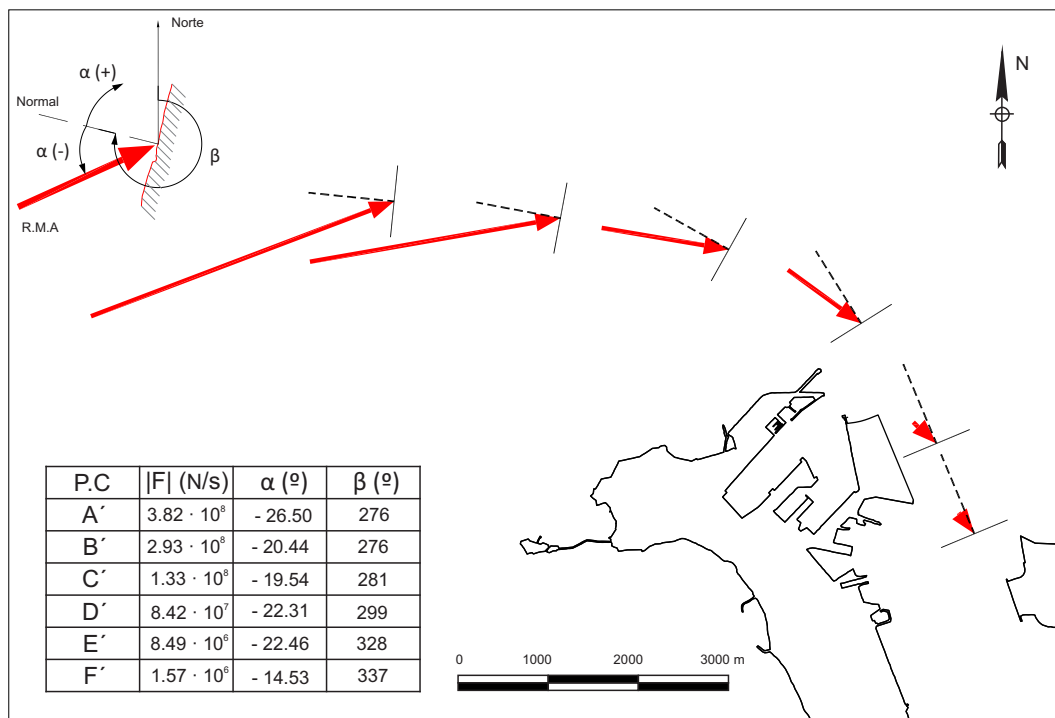 Norte
α (+)
Normal
α (-)
β
R.M.A
N
P.C |F| (N/s) α (º) β (º)
A´ 3.82 · 10⁸ - 26.50 276
B´ 2.93 · 10⁸ - 20.44 276
C´ 1.33 · 10⁸ - 19.54 281
D´ 8.42 · 10⁷ - 22.31 299
E´ 8.49 · 10⁶ - 22.46 328
F´ 1.57 · 10⁶ - 14.53 337
0 1000 2000 3000 m